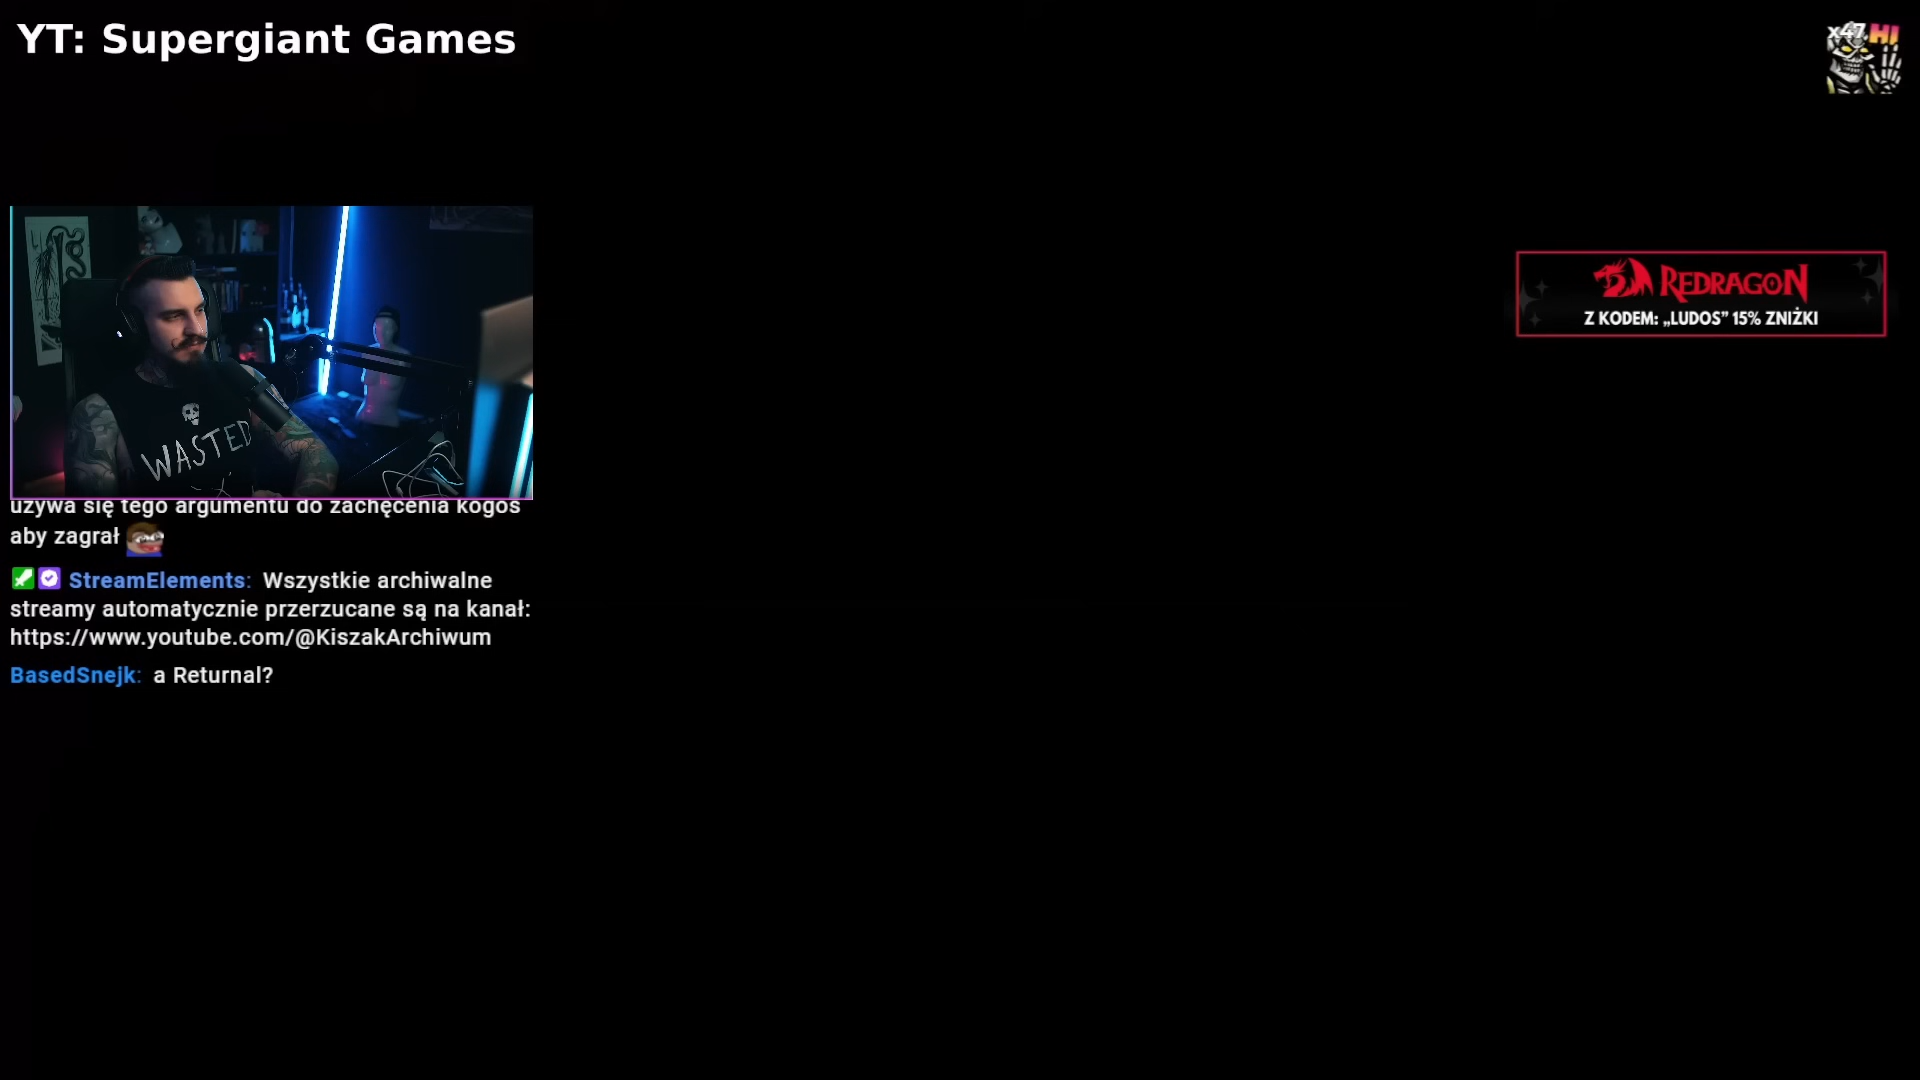 YT: Supergiant Games
x47 HI
REDRAGON
Z KODEM: „LUDOS” 15% ZNIŻKI
WASTED
używa się tego argumentu do zachęcenia kogoś
aby zagrał
StreamElements: Wszystkie archiwalne
streamy automatycznie przerzucane są na kanał:
https://www.youtube.com/@KiszakArchiwum
BasedSnejk: a Returnal?